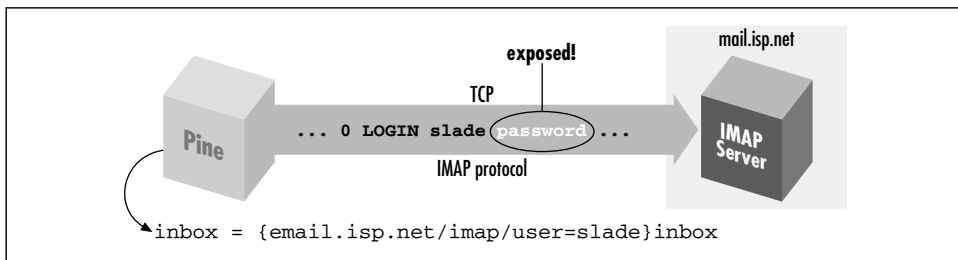 mail.isp.net
exposed!
TCP
Pine
... 0 LOGIN slade password ...
IMAP
Server
IMAP protocol
inbox = {email.isp.net/imap/user=slade}inbox